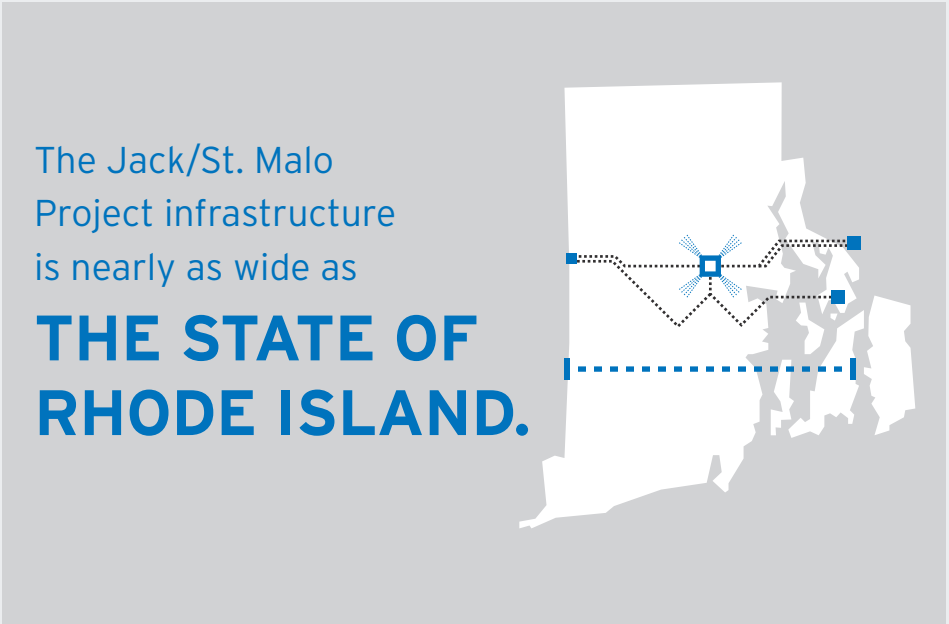 The Jack/St. Malo
Project infrastructure
is nearly as wide as
THE STATE OF
RHODE ISLAND.